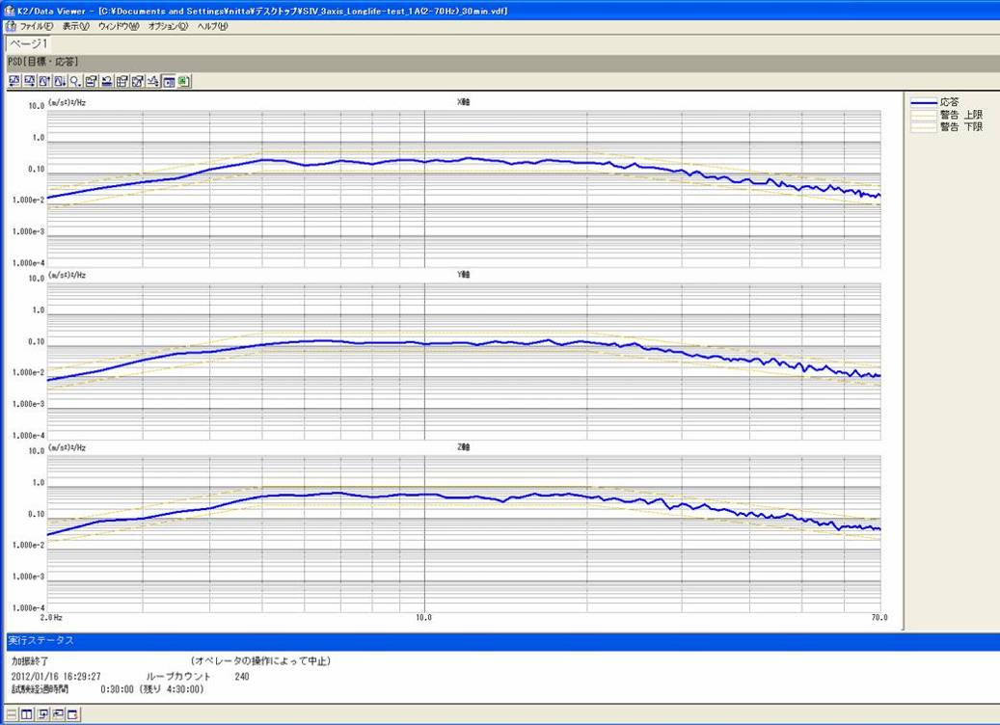 K2/Data Viewer - [C:¥Documents and Settings¥nitta¥デスクトップ¥SIV_3axis_Longlife-test_1A(2-70Hz)_30min.vdf]
ファイル(F) 表示(V) ウィンドウ(W) オプション(O) ヘルプ(H)
ページ1
PSD[目標・応答]
10.0 (m/s²)²/Hz X軸
1.0
0.10
1.000e-2
1.000e-3
1.000e-4
応答
警告 上限
警告 下限
10.0 (m/s²)²/Hz Y軸
1.0
0.10
1.000e-2
1.000e-3
1.000e-4
10.0 (m/s²)²/Hz Z軸
1.0
0.10
1.000e-2
1.000e-3
1.000e-4
2.0 Hz 10.0 70.0
実行ステータス
加振終了 (オペレータの操作によって中止)
2012/01/16 16:29:27 ループカウント 240
試験経過時間 0:30:00 (残り 4:30:00)